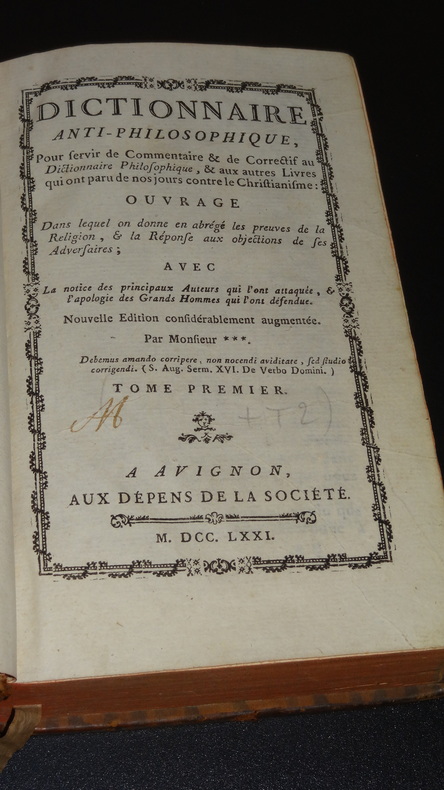 DICTIONNAIRE
ANTI-PHILOSOPHIQUE,
Pour ſervir de Commentaire & de Correctif au
Dictionnaire Philoſophique, & aux autres Livres
qui ont paru de nos jours contre le Chriſtianiſme :
OUVRAGE
Dans lequel on donne en abrégé les preuves de la
Religion, & la Réponſe aux objections de ſes
Adverſaires ;
AVEC
La notice des principaux Auteurs qui l'ont attaquée, &
l'apologie des Grands Hommes qui l'ont défendue.
Nouvelle Edition conſidérablement augmentée.
Par Monſieur ***.
Debemus amando corripere, non nocendi aviditate, ſed ſtudio
corrigendi. (S. Aug. Serm. XVI. De Verbo Domini.)
TOME PREMIER.
+ T 2)
A AVIGNON,
AUX DÉPENS DE LA SOCIÉTÉ.
M. DCC. LXXI.